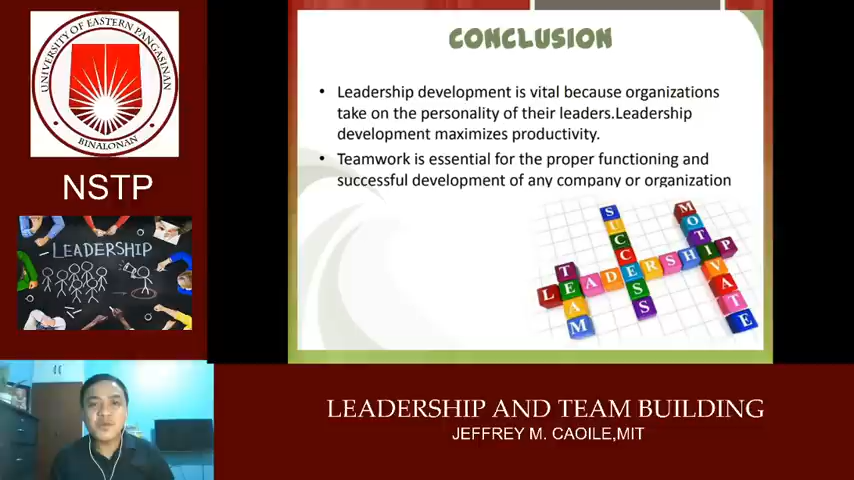 UNIVERSITY OF EASTERN PANGASINAN
BINALONAN
NSTP
LEADERSHIP
CONCLUSION
• Leadership development is vital because organizations
take on the personality of their leaders.Leadership
development maximizes productivity.
• Teamwork is essential for the proper functioning and
successful development of any company or organization
SUCCESS
MOTIVATE
TEAM
LEADERSHIP
LEADERSHIP AND TEAM BUILDING
JEFFREY M. CAOILE,MIT